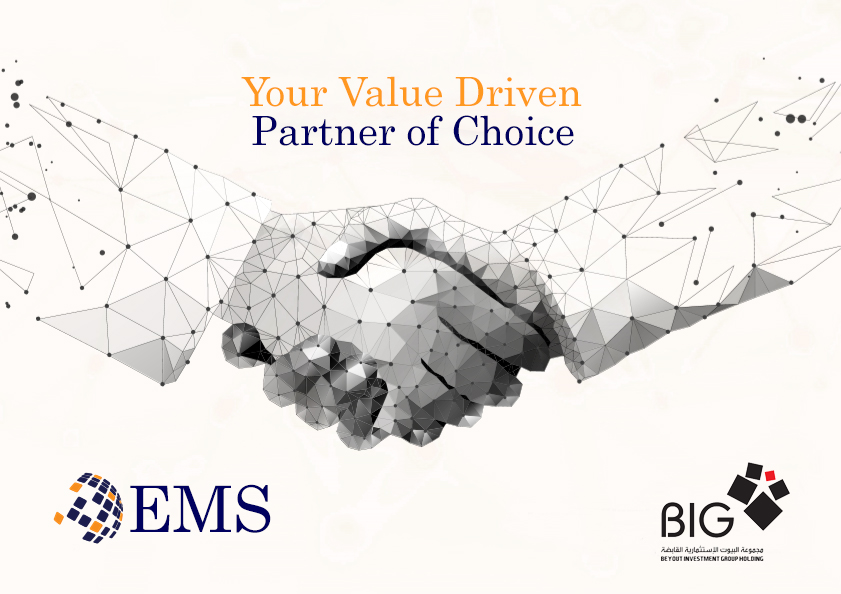 Your Value Driven
Partner of Choice
EMS
BIG
مجموعة البيوت الاستثمارية القابضة
BEYOUT INVESTMENT GROUP HOLDING